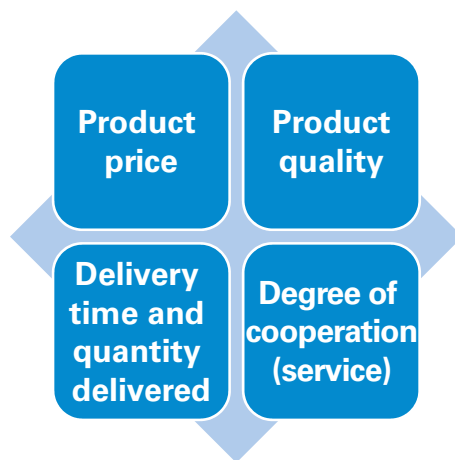 Product
price
Product
quality
Delivery
time and
quantity
delivered
Degree of
cooperation
(service)